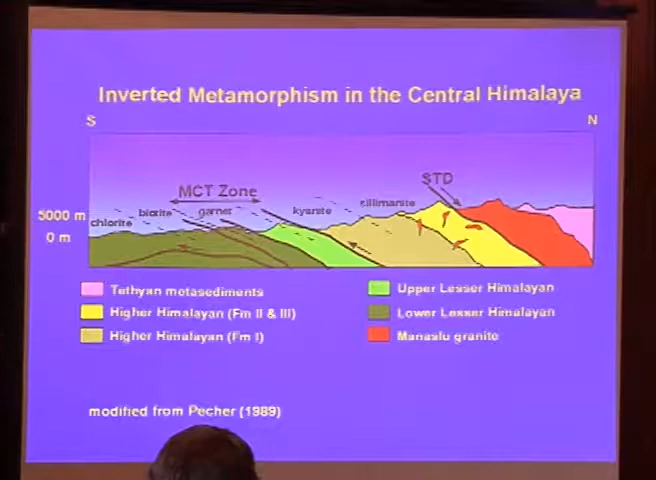 Inverted Metamorphism in the Central Himalaya
S N
STD
MCT Zone
sillimanite
biotite garnet kyanite
chlorite
5000 m
0 m
Tethyan metasediments
Higher Himalayan (Fm II & III)
Higher Himalayan (Fm I)
Upper Lesser Himalayan
Lower Lesser Himalayan
Manaslu granite
modified from Pecher (1989)